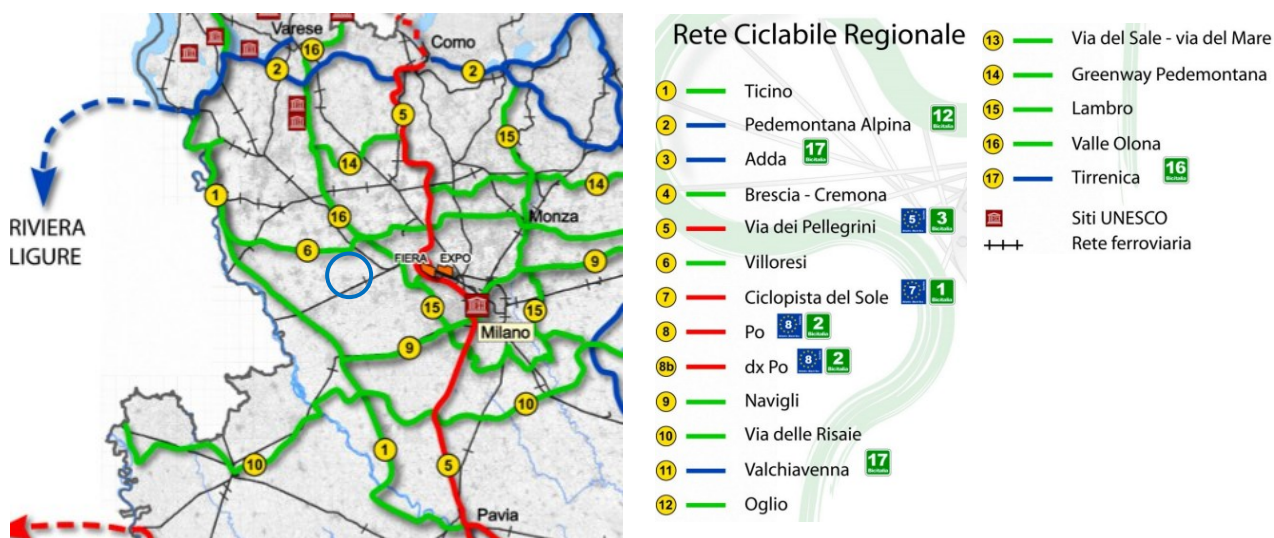 Varese
Como
16
2
2
5
15
14
14
1
RIVIERA
LIGURE
16
Monza
6
FIERA
EXPO
9
15
15
Milano
9
10
1
10
5
Pavia
Rete Ciclabile Regionale
1 Ticino
2 Pedemontana Alpina 12
3 Adda 17
4 Brescia - Cremona
5 Via dei Pellegrini 5 3
6 Villoresi
7 Ciclopista del Sole 7 1
8 Po 8 2
8b dx Po 8 2
9 Navigli
10 Via delle Risaie
11 Valchiavenna 17
12 Oglio
13 Via del Sale - via del Mare
14 Greenway Pedemontana
15 Lambro
16 Valle Olona
17 Tirrenica 16
Siti UNESCO
Rete ferroviaria